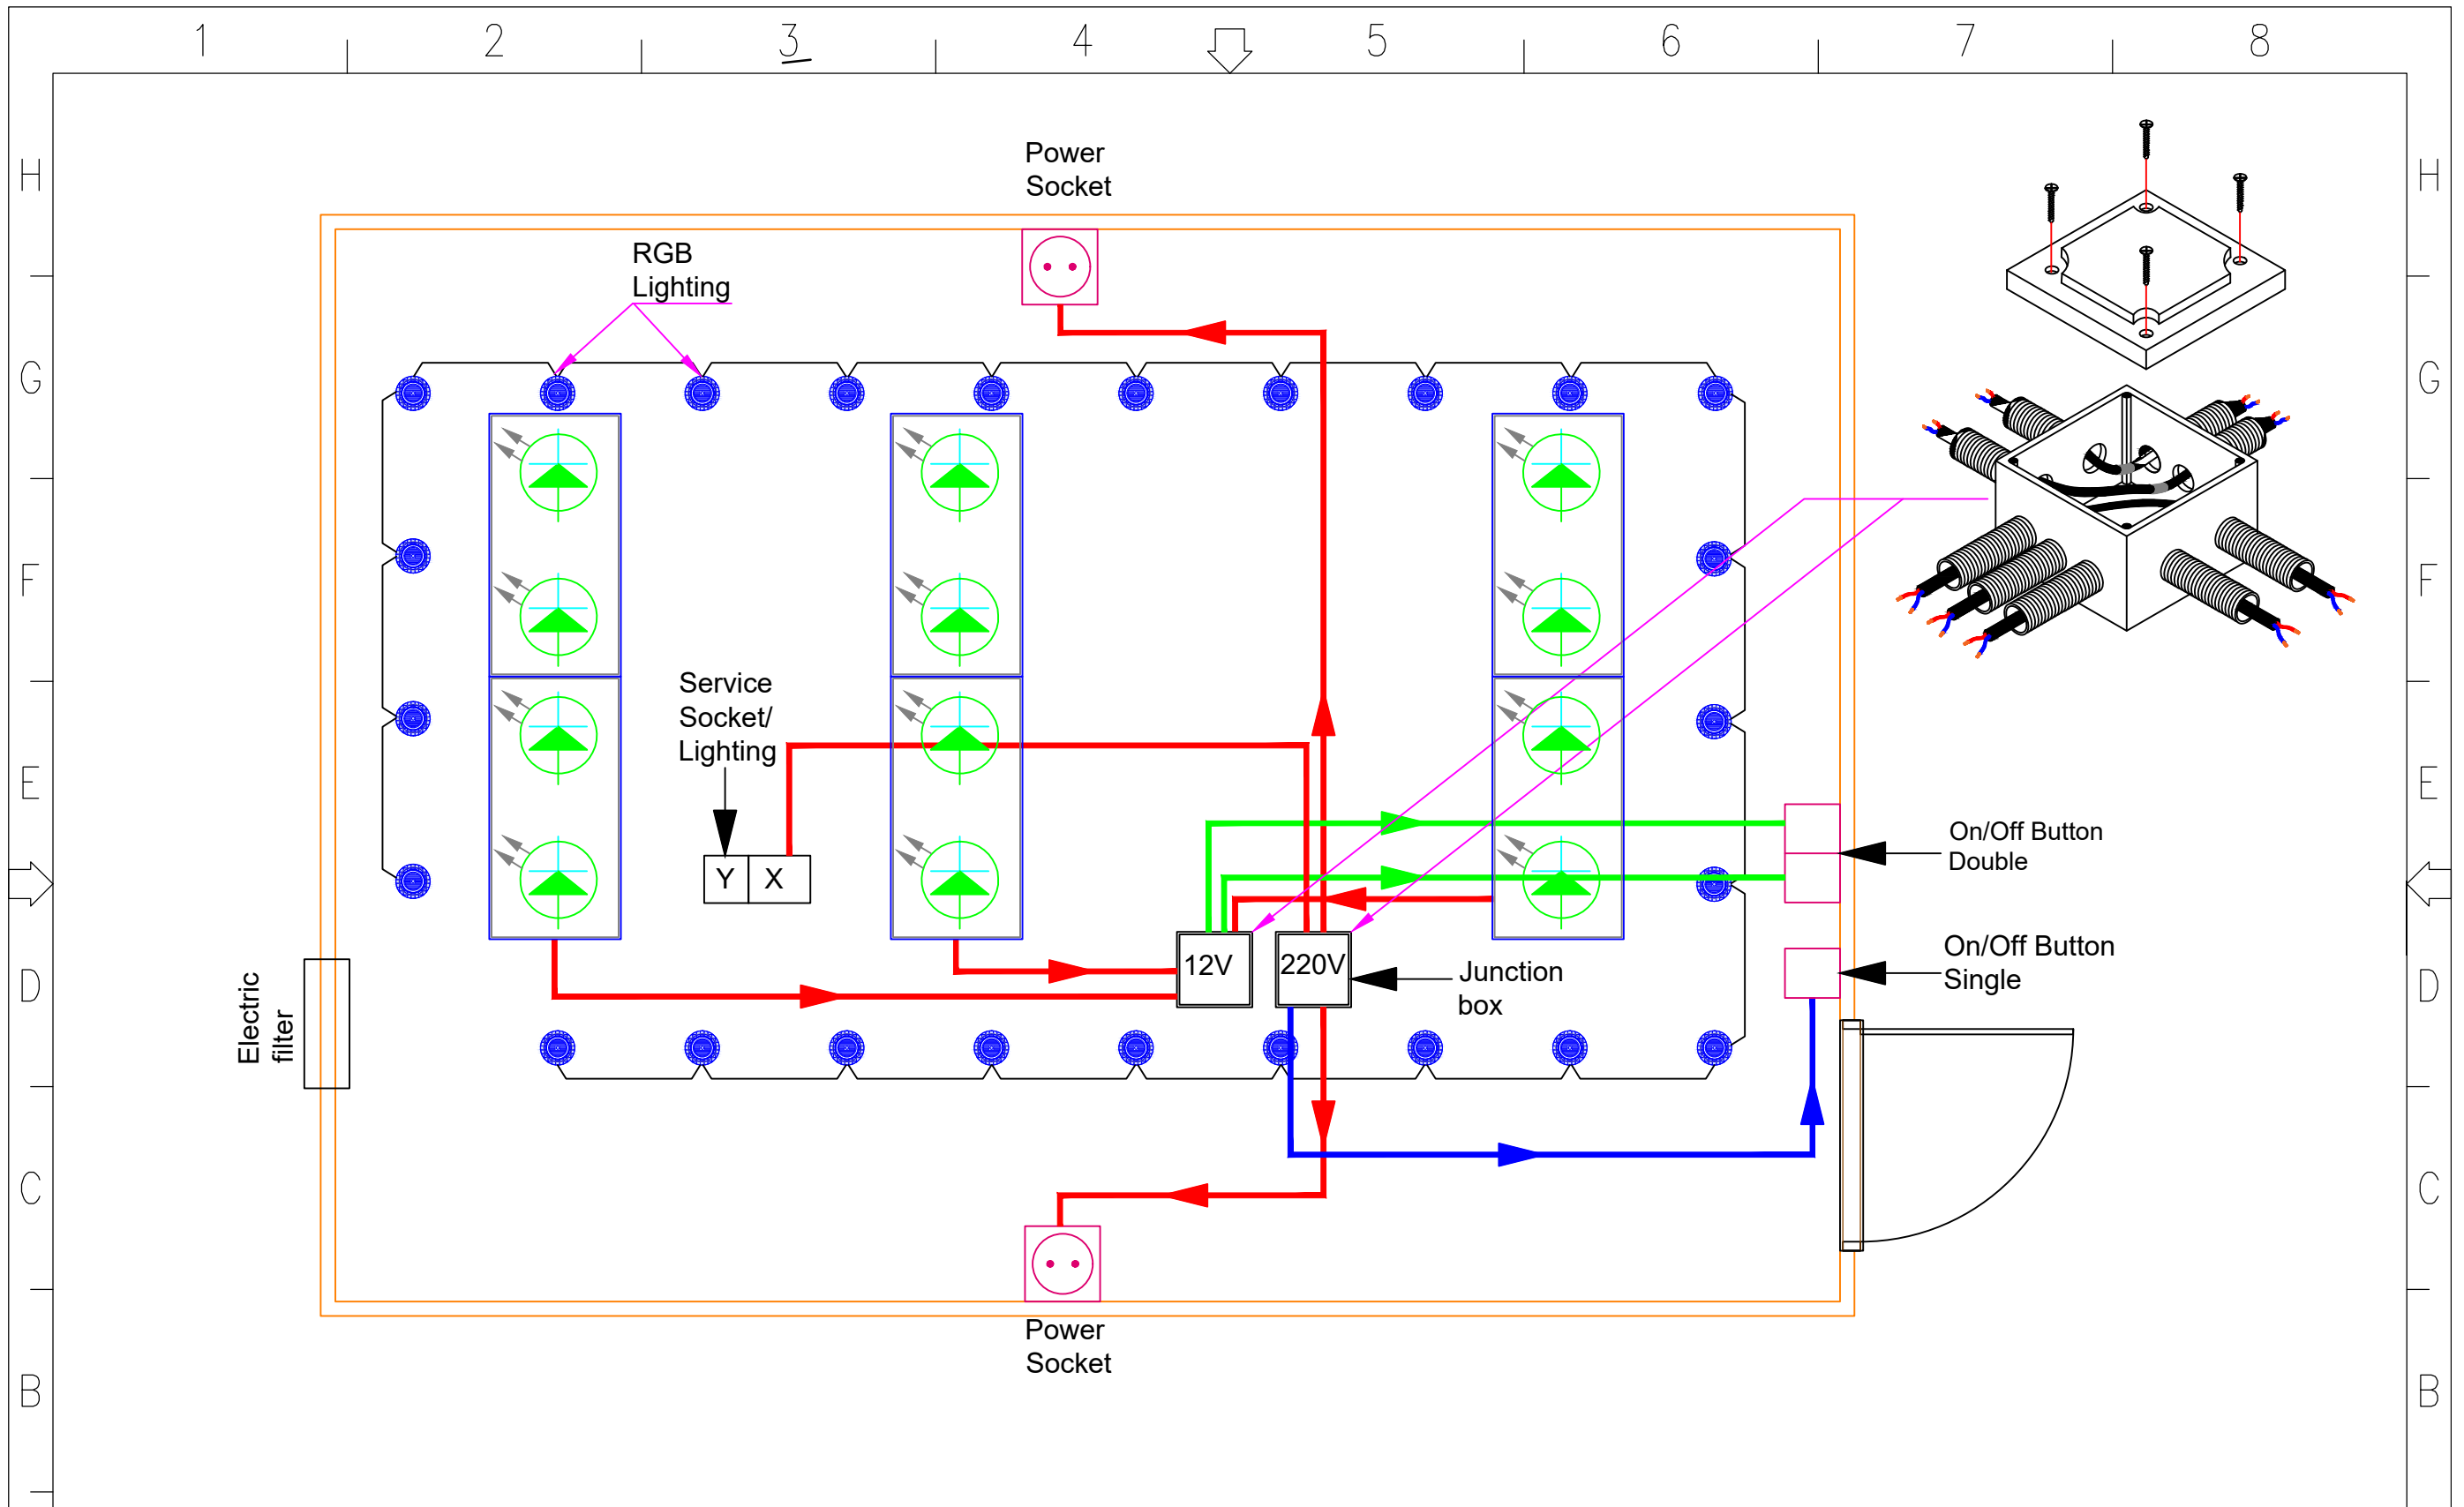 1 2 3 4 5 6 7 8
H H
Power
Socket
RGB
Lighting
G G
F F
Service
Socket/
Lighting
E E
On/Off Button
Double
Y X
12V 220V
Junction
box
On/Off Button
Single
D D
Electric
filter
C C
Power
Socket
B B